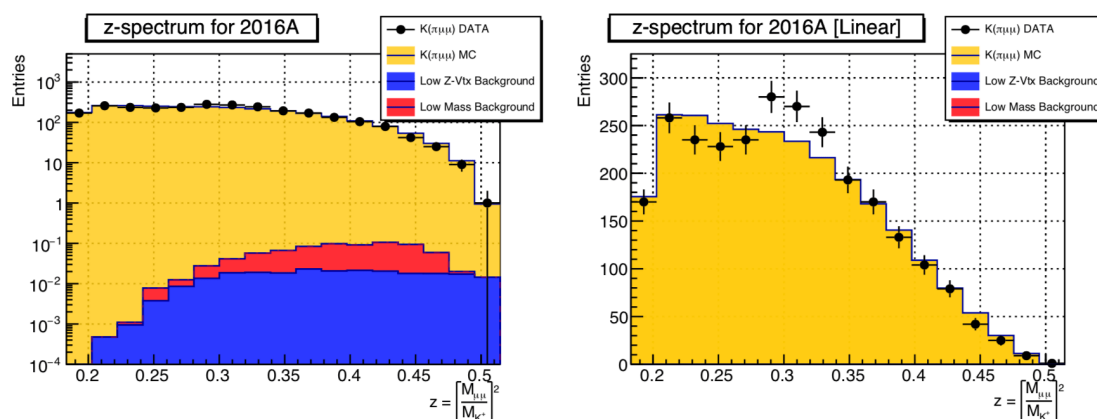 z-spectrum for 2016A
K(πμμ) DATA
K(πμμ) MC
Low Z-Vtx Background
Low Mass Background
Entries
10³
10²
10
1
10⁻¹
10⁻²
10⁻³
10⁻⁴
0.2 0.25 0.3 0.35 0.4 0.45 0.5
z = [M_μμ / M_K⁺]²
z-spectrum for 2016A [Linear]
K(πμμ) DATA
K(πμμ) MC
Low Z-Vtx Background
Low Mass Background
Entries
300
250
200
150
100
50
0
0.2 0.25 0.3 0.35 0.4 0.45 0.5
z = [M_μμ / M_K⁺]²